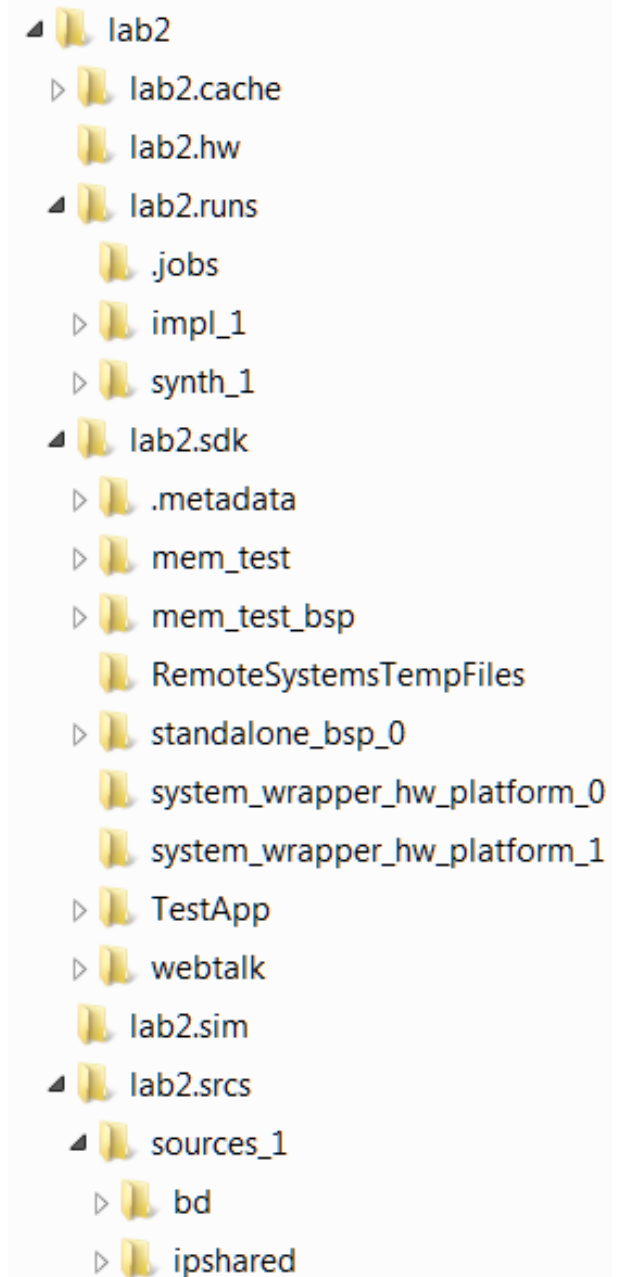 lab2
lab2.cache
lab2.hw
lab2.runs
.jobs
impl_1
synth_1
lab2.sdk
.metadata
mem_test
mem_test_bsp
RemoteSystemsTempFiles
standalone_bsp_0
system_wrapper_hw_platform_0
system_wrapper_hw_platform_1
TestApp
webtalk
lab2.sim
lab2.srcs
sources_1
bd
ipshared